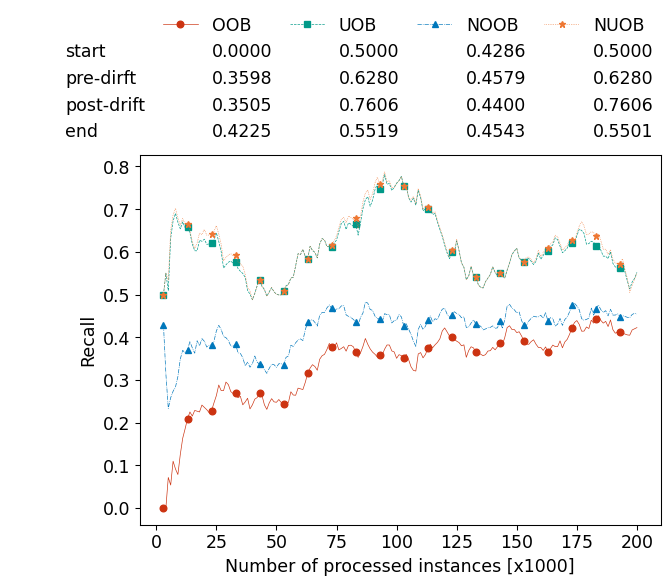 OOB UOB NOOB NUOB
start 0.0000 0.5000 0.4286 0.5000
pre-dirft 0.3598 0.6280 0.4579 0.6280
post-drift 0.3505 0.7606 0.4400 0.7606
end 0.4225 0.5519 0.4543 0.5501
0.8
0.7
0.6
0.5
0.4
0.3
0.2
0.1
0.0
Recall
0 25 50 75 100 125 150 175 200
Number of processed instances [x1000]